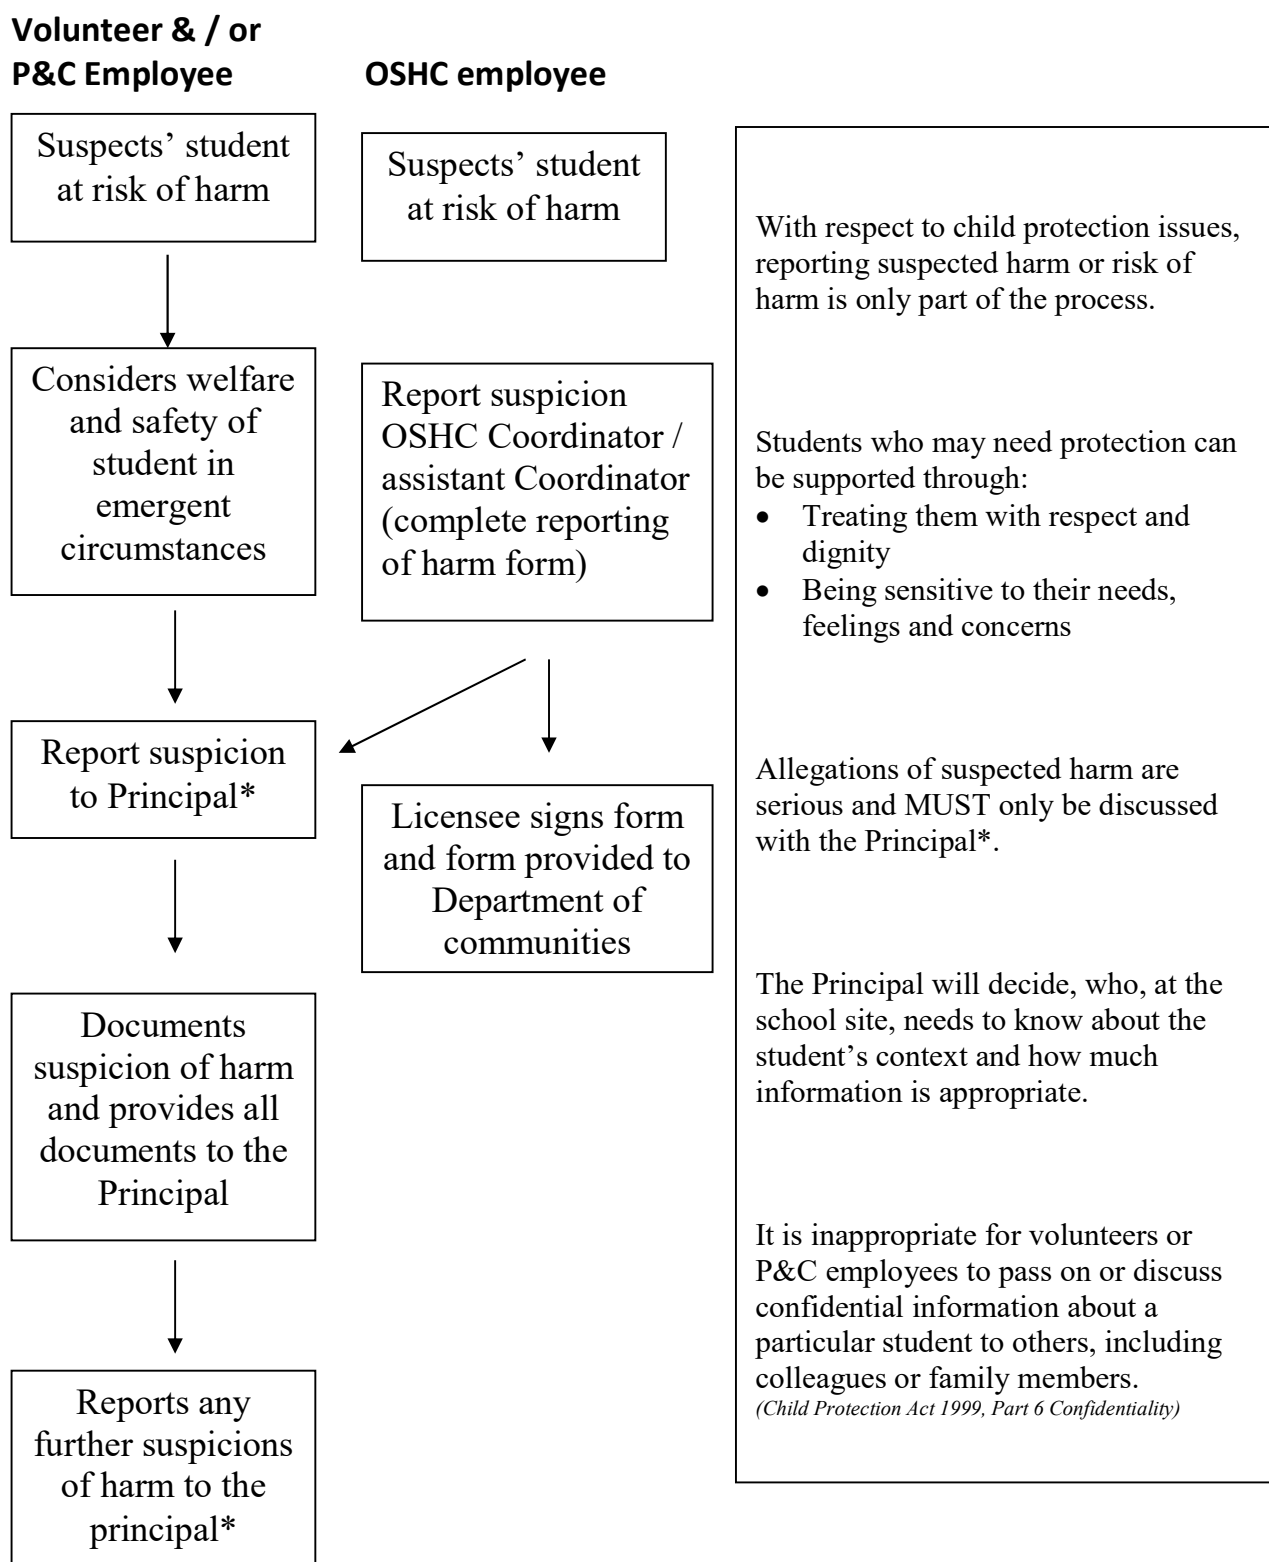 Volunteer & / or
P&C Employee
OSHC employee
Suspects’ student
at risk of harm
Considers welfare
and safety of
student in
emergent
circumstances
Report suspicion
to Principal*
Documents
suspicion of harm
and provides all
documents to the
Principal
Reports any
further suspicions
of harm to the
principal*
Suspects’ student
at risk of harm
Report suspicion
OSHC Coordinator /
assistant Coordinator
(complete reporting
of harm form)
Licensee signs form
and form provided to
Department of
communities
With respect to child protection issues,
reporting suspected harm or risk of
harm is only part of the process.
Students who may need protection can
be supported through:
• Treating them with respect and
dignity
• Being sensitive to their needs,
feelings and concerns
Allegations of suspected harm are
serious and MUST only be discussed
with the Principal*.
The Principal will decide, who, at the
school site, needs to know about the
student’s context and how much
information is appropriate.
It is inappropriate for volunteers or
P&C employees to pass on or discuss
confidential information about a
particular student to others, including
colleagues or family members.
(Child Protection Act 1999, Part 6 Confidentiality)